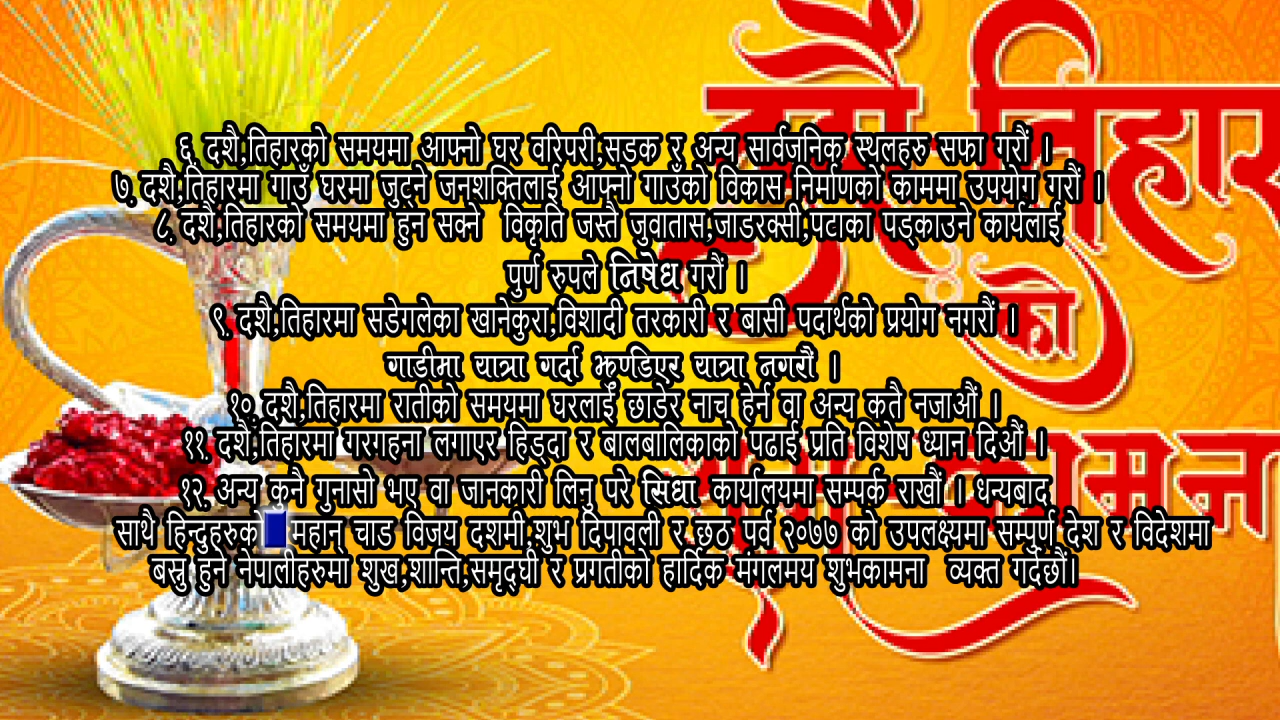 दशैं तिहार
को
शुभकामना
६. दशै,तिहारको समयमा आफ्नो घर वरिपरी,सडक र अन्य सार्वजनिक स्थलहरु सफा गरौं ।
७. दशै,तिहारमा गाउँ घरमा जुट्ने जनशक्तिलाई आफ्नो गाउँको विकास निर्माणको काममा उपयोग गरौं ।
८. दशै,तिहारको समयमा हुन सक्ने विकृति जस्तै जुवातास,जाडरक्सी,पटाका पड्काउने कार्यलाई
पुर्ण रुपले निषेध गरौं ।
९. दशै,तिहारमा सडेगलेका खानेकुरा,विशादी तरकारी र बासी पदार्थको प्रयोग नगरौं ।
गाडीमा यात्रा गर्दा झुण्डिएर यात्रा नगरौं ।
१०. दशै,तिहारमा रातीको समयमा घरलाई छाडेर नाच हेर्न वा अन्य कतै नजाऔं ।
११. दशै,तिहारमा गरगहना लगाएर हिड्दा र बालबालिकाको पढाई प्रति विशेष ध्यान दिऔं ।
१२. अन्य कुनै गुनासो भए वा जानकारी लिनु परे सिधा कार्यालयमा सम्पर्क राखौं । धन्यबाद
साथै हिन्दुहरुको महान् चाड विजय दशमी,शुभ दिपावली र छठ पर्व २०७७ को उपलक्ष्यमा सम्पुर्ण देश र विदेशमा
बस्नु हुने नेपालीहरुमा शुख,शान्ति,समृद्घी र प्रगतीको हार्दिक मंगलमय शुभकामना व्यक्त गर्दछौं।